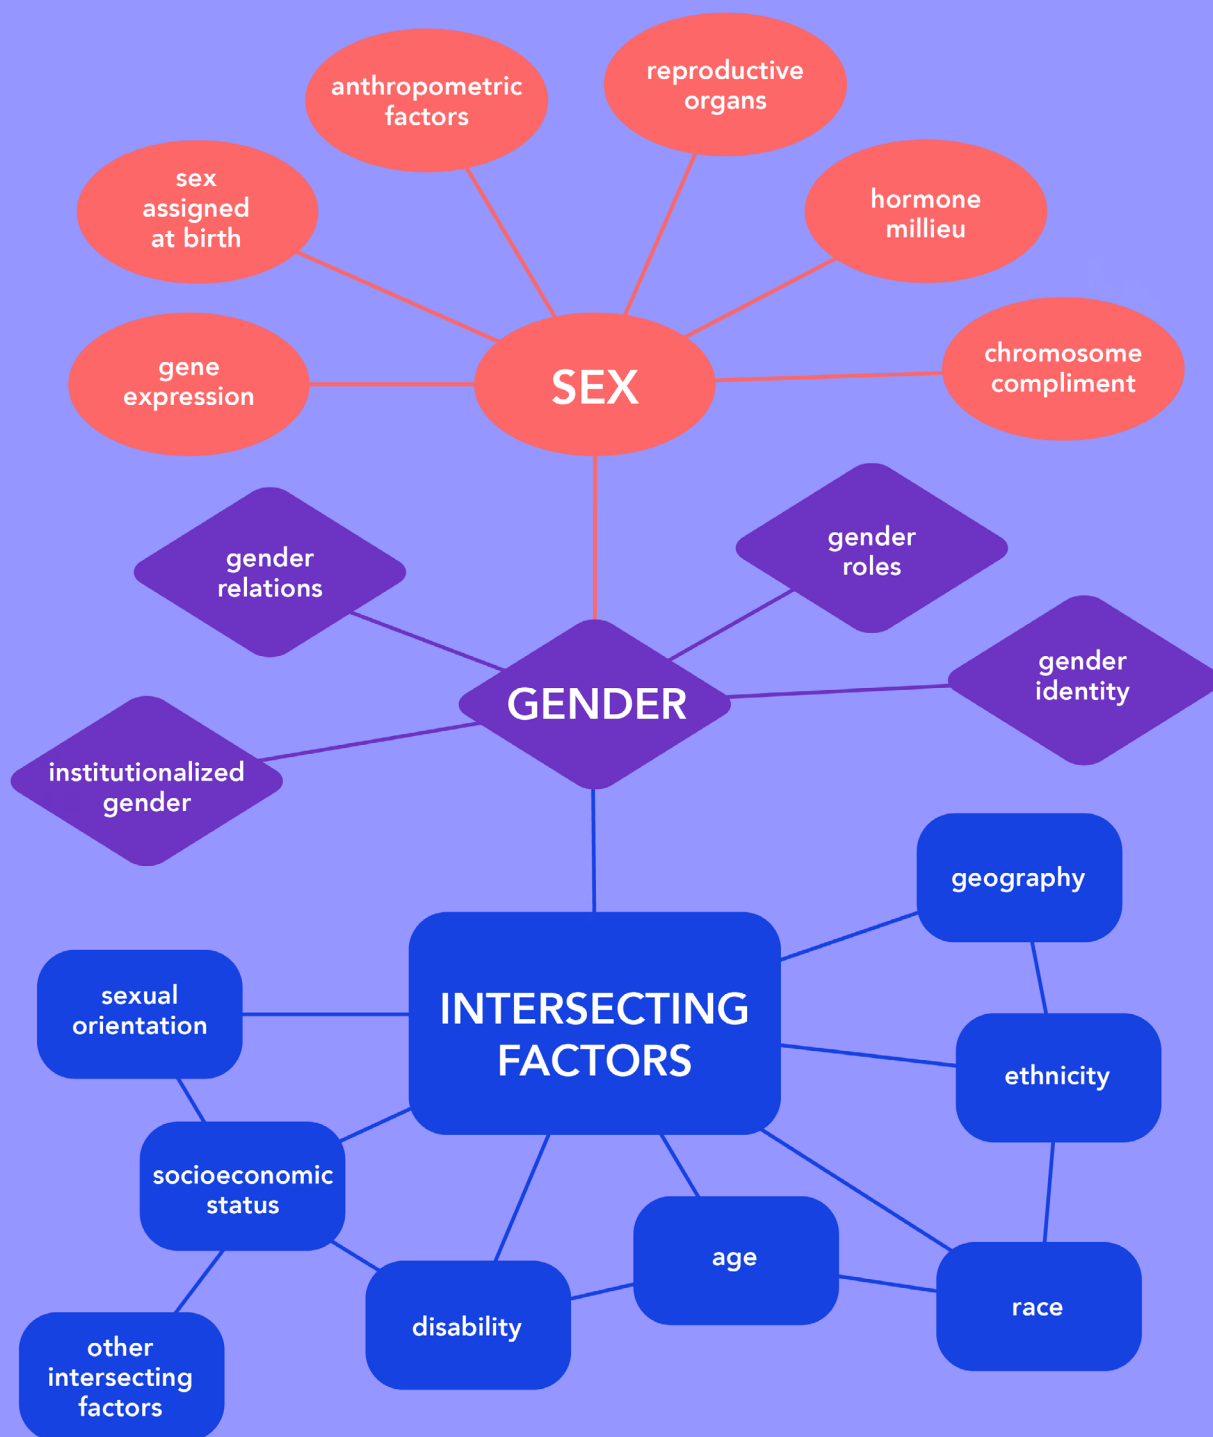 reproductive
organs
anthropometric
factors
sex
assigned
at birth
hormone
millieu
gene
expression
SEX
chromosome
compliment
gender
relations
gender
roles
GENDER
gender
identity
institutionalized
gender
geography
sexual
orientation
INTERSECTING
FACTORS
ethnicity
socioeconomic
status
age
disability
race
other
intersecting
factors